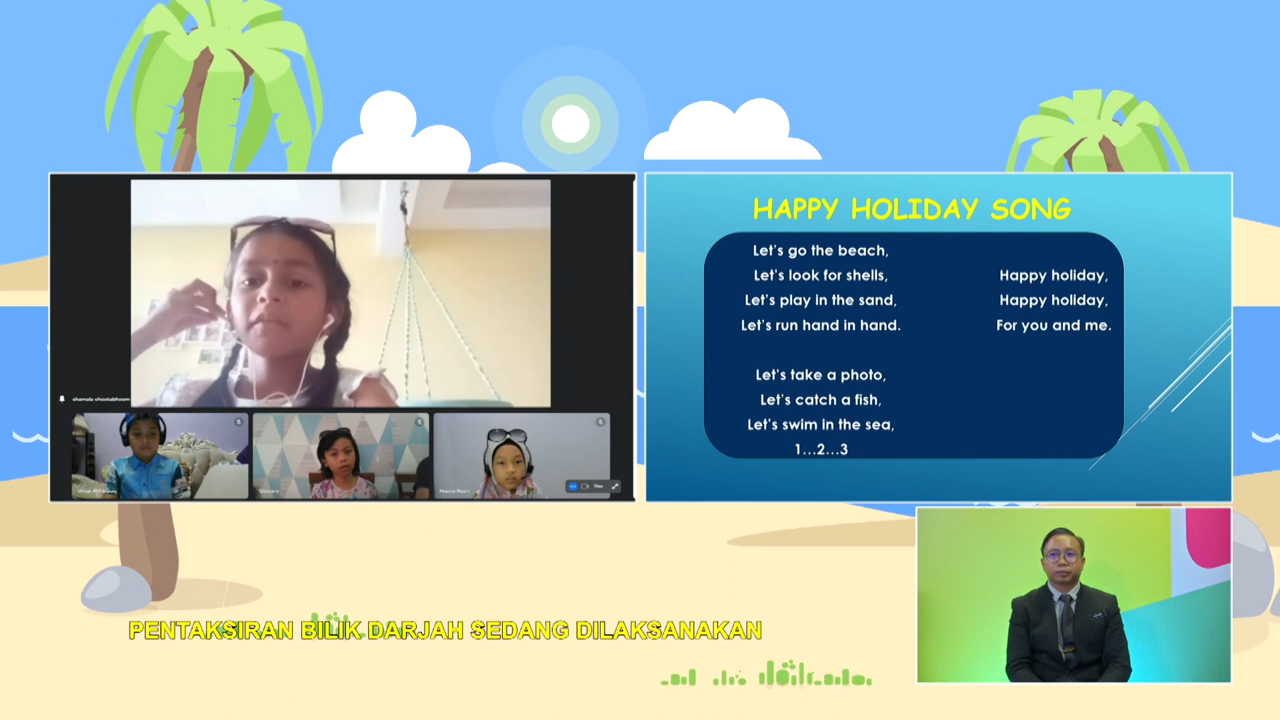 HAPPY HOLIDAY SONG
Let's go the beach,
Let's look for shells,
Let's play in the sand,
Let's run hand in hand.
Let's take a photo,
Let's catch a fish,
Let's swim in the sea,
1...2...3
Happy holiday,
Happy holiday,
For you and me.
You
PENTAKSIRAN BILIK DARJAH SEDANG DILAKSANAKAN